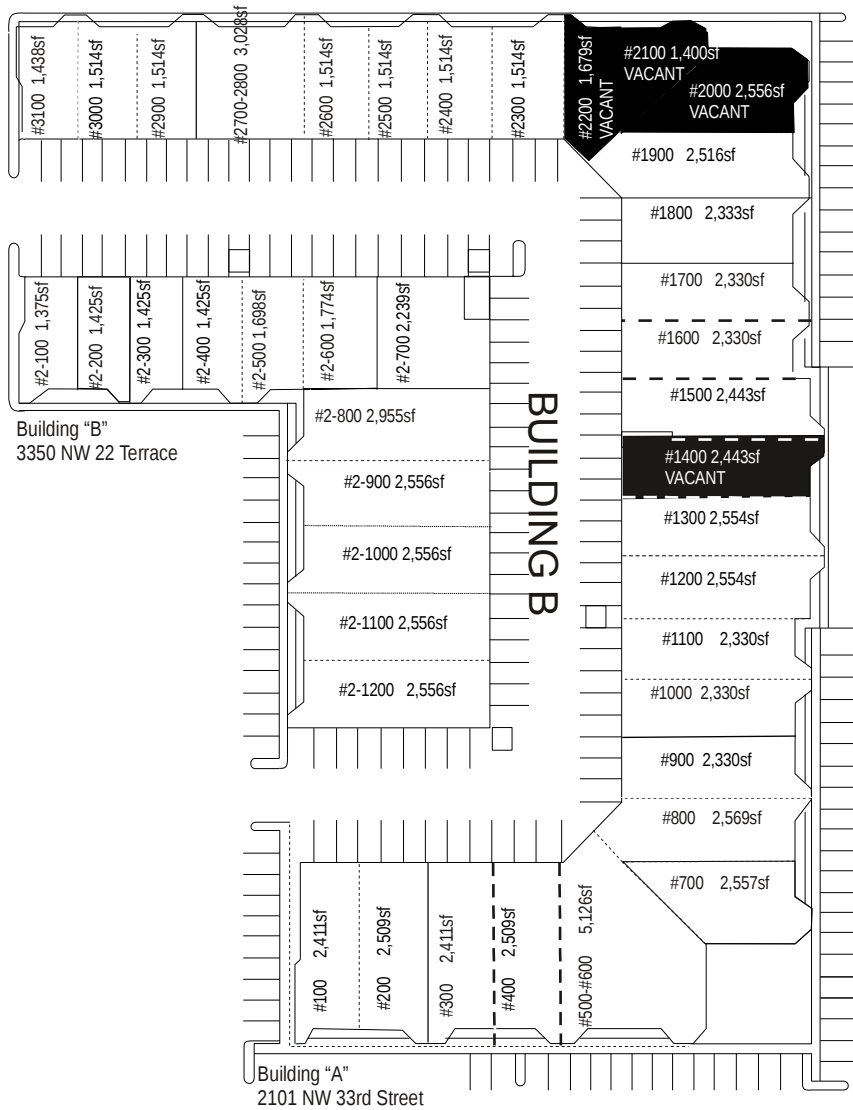 #3100 1,438sf
#3000 1,514sf
#2900 1,514sf
#2700-2800 3,028sf
#2600 1,514sf
#2500 1,514sf
#2400 1,514sf
#2300 1,514sf
#2200 1,679sf
VACANT
#2100 1,400sf
VACANT
#2000 2,556sf
VACANT
#1900 2,516sf
#1800 2,333sf
#1700 2,330sf
#1600 2,330sf
#1500 2,443sf
#1400 2,443sf
VACANT
#1300 2,554sf
#1200 2,554sf
#1100 2,330sf
#1000 2,330sf
#900 2,330sf
#800 2,569sf
#700 2,557sf
#2-100 1,375sf
#2-200 1,425sf
#2-300 1,425sf
#2-400 1,425sf
#2-500 1,698sf
#2-600 1,774sf
#2-700 2,239sf
#2-800 2,955sf
#2-900 2,556sf
#2-1000 2,556sf
#2-1100 2,556sf
#2-1200 2,556sf
Building “B”
3350 NW 22 Terrace
BUILDING B
#100 2,411sf
#200 2,509sf
#300 2,411sf
#400 2,509sf
#500-#600 5,126sf
Building “A”
2101 NW 33rd Street